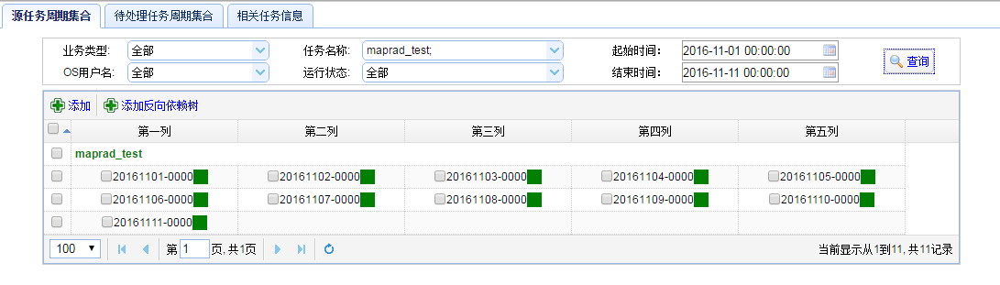 源任务周期集合 待处理任务周期集合 相关任务信息
业务类型: 全部 任务名称: maprad_test; 起始时间: 2016-11-01 00:00:00
OS用户名: 全部 运行状态: 全部 结束时间: 2016-11-11 00:00:00
查询
添加 添加反向依赖树
第一列 第二列 第三列 第四列 第五列
maprad_test
20161101-0000 20161102-0000 20161103-0000 20161104-0000 20161105-0000
20161106-0000 20161107-0000 20161108-0000 20161109-0000 20161110-0000
20161111-0000
100 第 1 页, 共1页 当前显示从1到11, 共11记录